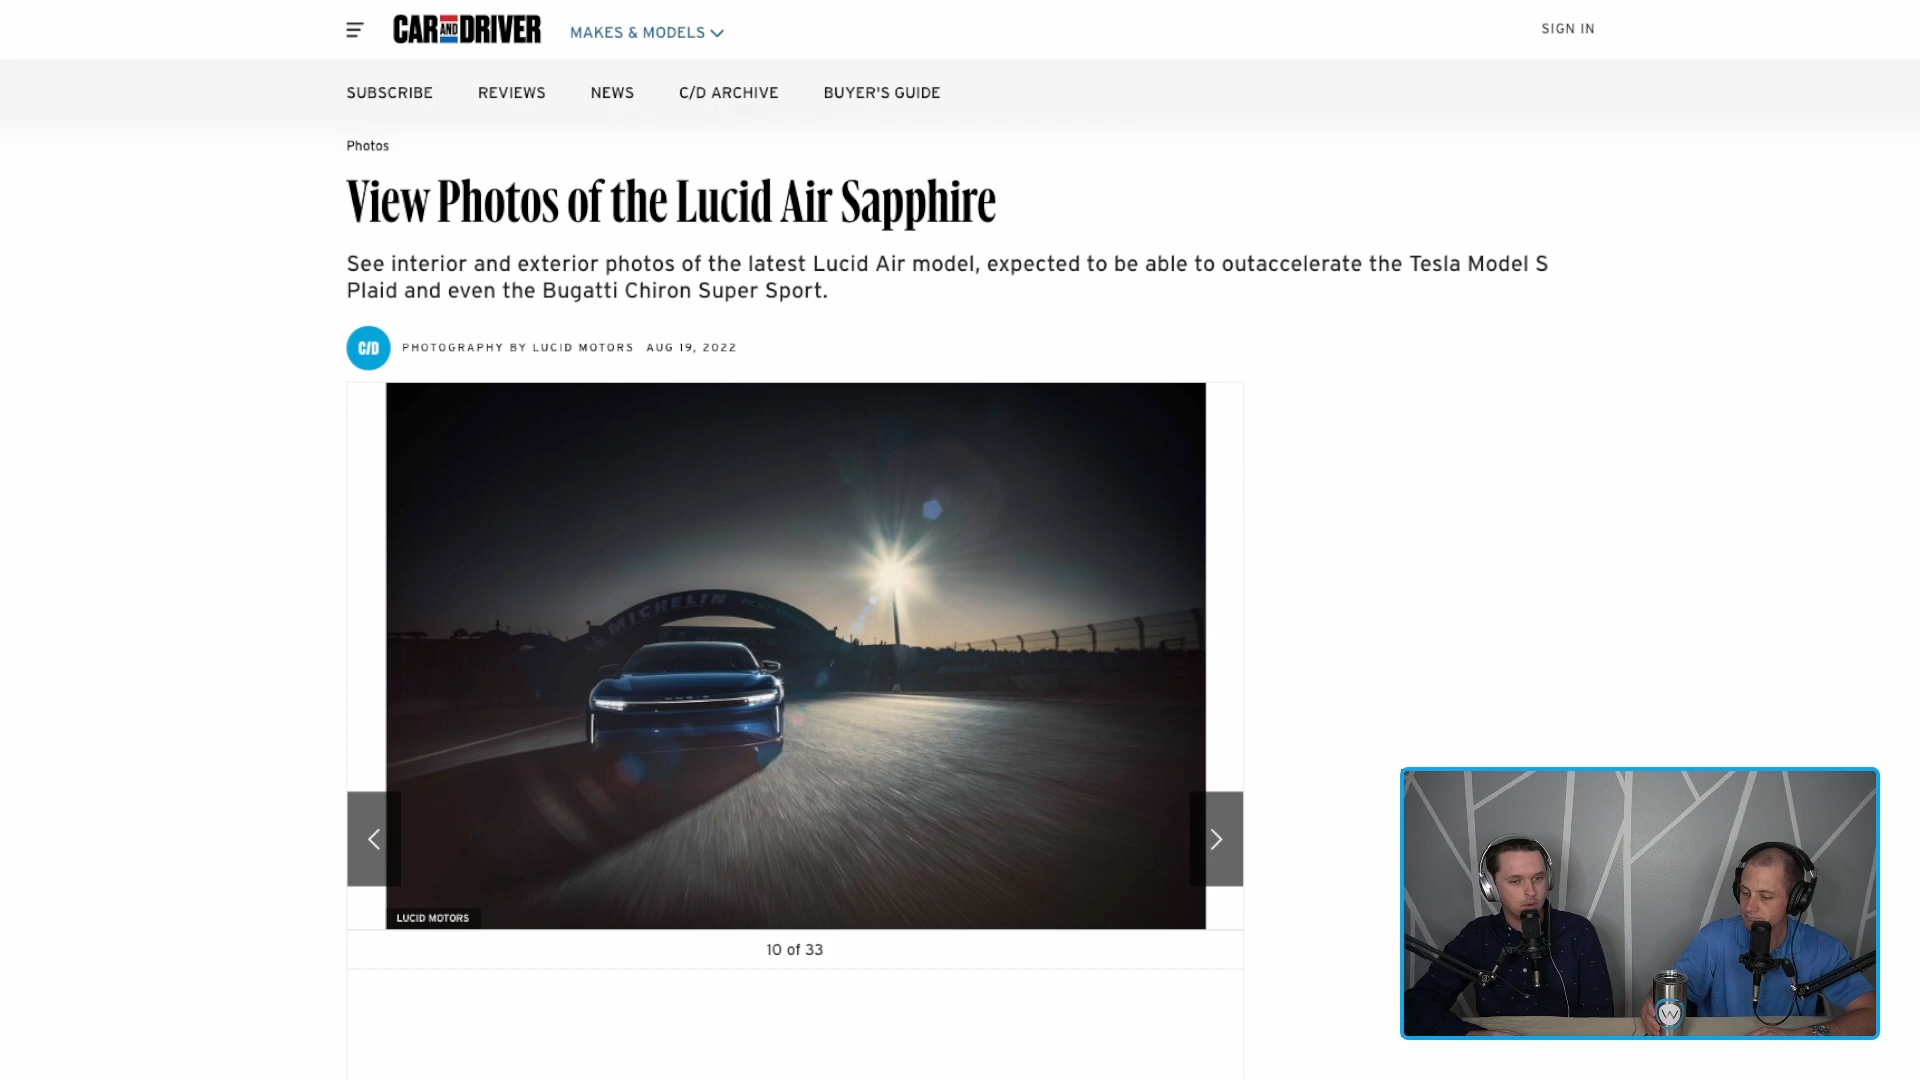 CAR AND DRIVER
MAKES & MODELS
SIGN IN
SUBSCRIBE
REVIEWS
NEWS
C/D ARCHIVE
BUYER'S GUIDE
Photos
View Photos of the Lucid Air Sapphire
See interior and exterior photos of the latest Lucid Air model, expected to be able to outaccelerate the Tesla Model S
Plaid and even the Bugatti Chiron Super Sport.
C/D
PHOTOGRAPHY BY LUCID MOTORS AUG 19, 2022
MICHELIN
LUCID
LUCID MOTORS
10 of 33
W